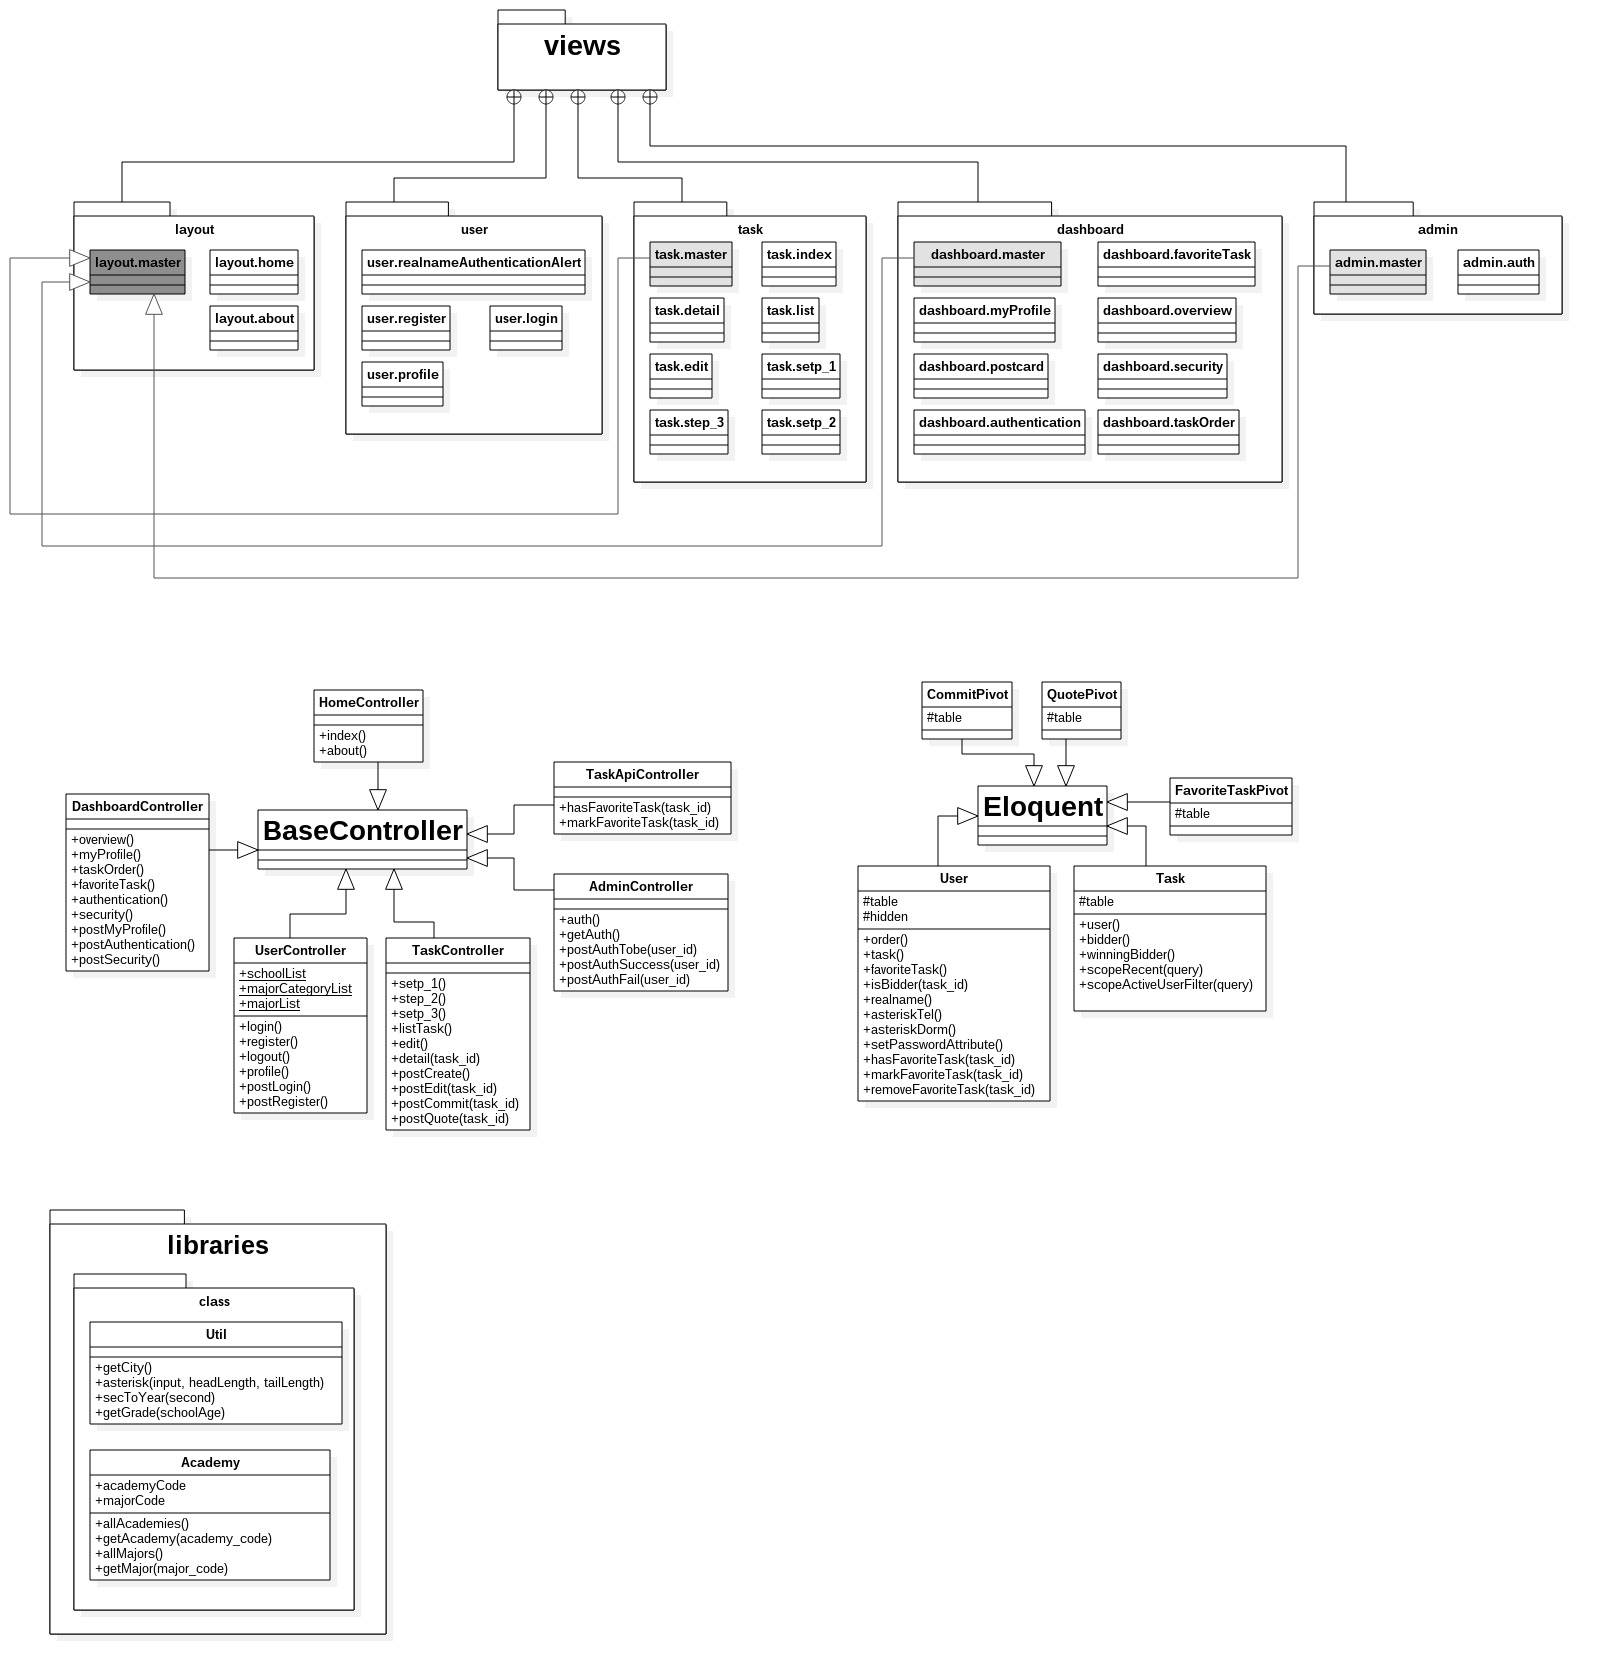 views
layout
layout.master
layout.home
layout.about
user
user.realnameAuthenticationAlert
user.register
user.login
user.profile
task
task.master
task.index
task.detail
task.list
task.edit
task.setp_1
task.step_3
task.setp_2
dashboard
dashboard.master
dashboard.favoriteTask
dashboard.myProfile
dashboard.overview
dashboard.postcard
dashboard.security
dashboard.authentication
dashboard.taskOrder
admin
admin.master
admin.auth
HomeController
+index()
+about()
DashboardController
+overview()
+myProfile()
+taskOrder()
+favoriteTask()
+authentication()
+security()
+postMyProfile()
+postAuthentication()
+postSecurity()
BaseController
TaskApiController
+hasFavoriteTask(task_id)
+markFavoriteTask(task_id)
AdminController
+auth()
+getAuth()
+postAuthTobe(user_id)
+postAuthSuccess(user_id)
+postAuthFail(user_id)
UserController
+schoolList
+majorCategoryList
+majorList
+login()
+register()
+logout()
+profile()
+postLogin()
+postRegister()
TaskController
+setp_1()
+step_2()
+setp_3()
+listTask()
+edit()
+detail(task_id)
+postCreate()
+postEdit(task_id)
+postCommit(task_id)
+postQuote(task_id)
CommitPivot
#table
QuotePivot
#table
Eloquent
FavoriteTaskPivot
#table
User
#table
#hidden
+order()
+task()
+favoriteTask()
+isBidder(task_id)
+realname()
+asteriskTel()
+asteriskDorm()
+setPasswordAttribute()
+hasFavoriteTask(task_id)
+markFavoriteTask(task_id)
+removeFavoriteTask(task_id)
Task
#table
+user()
+bidder()
+winningBidder()
+scopeRecent(query)
+scopeActiveUserFilter(query)
libraries
class
Util
+getCity()
+asterisk(input, headLength, tailLength)
+secToYear(second)
+getGrade(schoolAge)
Academy
+academyCode
+majorCode
+allAcademies()
+getAcademy(academy_code)
+allMajors()
+getMajor(major_code)